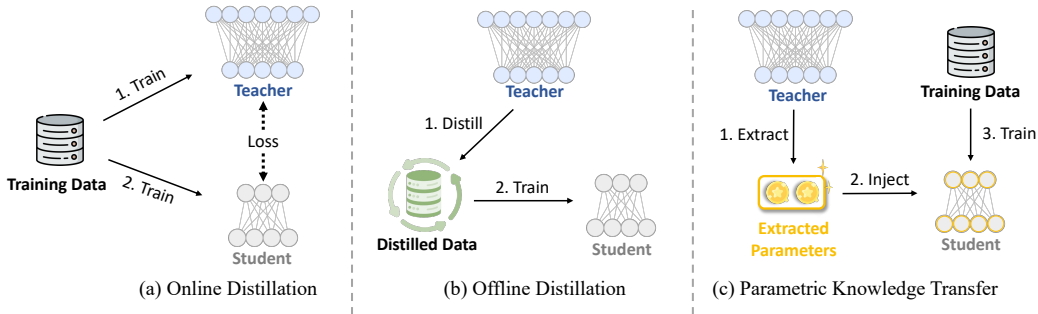 1. Train
Teacher
Training Data
Loss
2. Train
Student
(a) Online Distillation
Teacher
1. Distill
Distilled Data
2. Train
Student
(b) Offline Distillation
Teacher
Training Data
1. Extract
3. Train
2. Inject
Extracted
Parameters
Student
(c) Parametric Knowledge Transfer